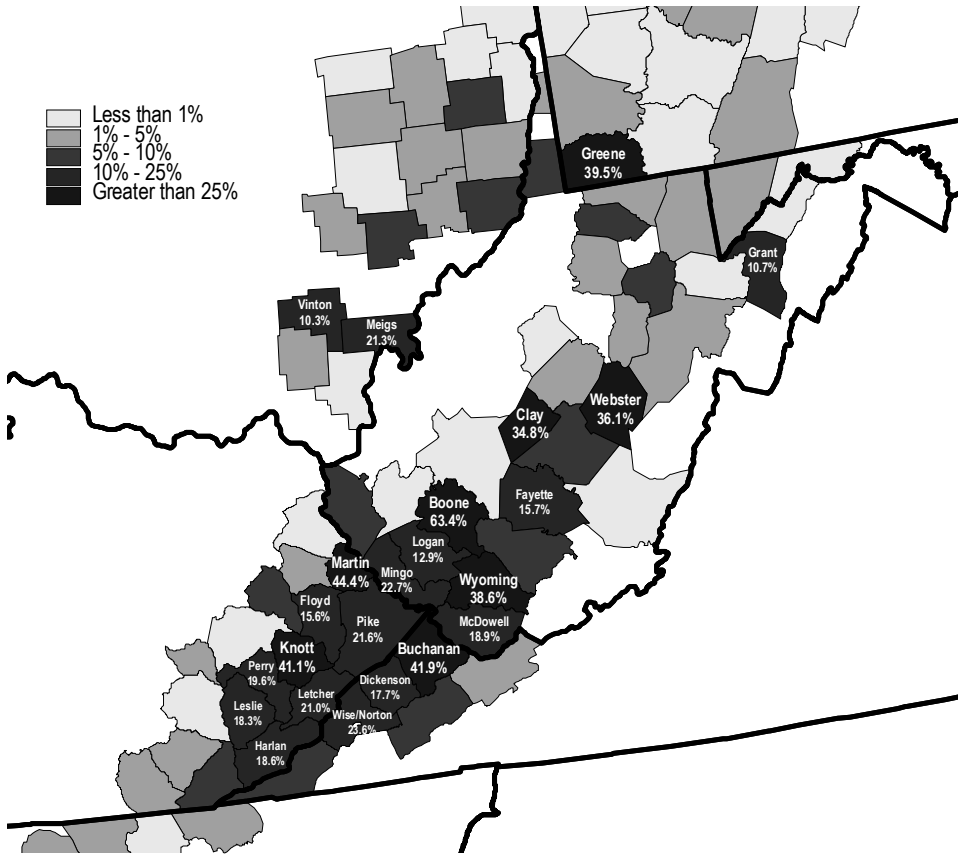 Less than 1%
1% - 5%
5% - 10%
10% - 25%
Greater than 25%
Greene
39.5%
Grant
10.7%
Vinton
10.3%
Meigs
21.3%
Webster
36.1%
Clay
34.8%
Fayette
15.7%
Boone
63.4%
Logan
12.9%
Martin
44.4%
Mingo
22.7%
Wyoming
38.6%
Floyd
15.6%
Pike
21.6%
McDowell
18.9%
Knott
41.1%
Buchanan
41.9%
Perry
19.6%
Dickenson
17.7%
Letcher
21.0%
Leslie
18.3%
Wise/Norton
23.6%
Harlan
18.6%